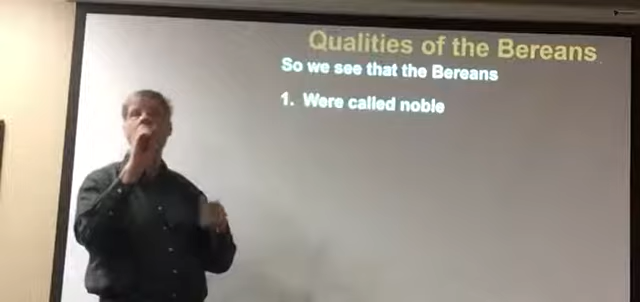 Qualities of the Bereans
So we see that the Bereans
1. Were called noble